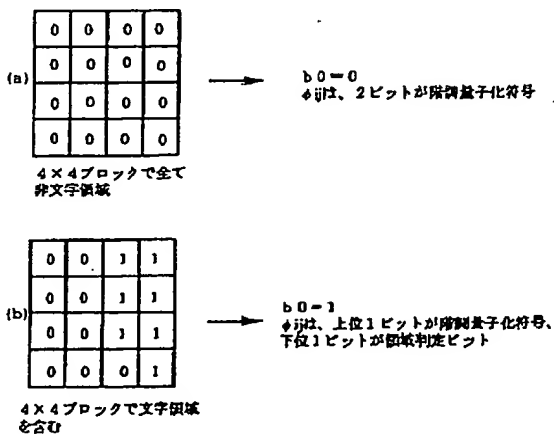 (a)
0 0 0 0
0 0 0 0
0 0 0 0
0 0 0 0
b0=0
φijは、2ビットが階調量子化符号
4×4ブロックで全て
非文字領域
(b)
0 0 1 1
0 0 1 1
0 0 1 1
0 0 0 1
b0=1
φijは、上位1ビットが階調量子化符号、
下位1ビットが領域判定ビット
4×4ブロックで文字領域
を含む